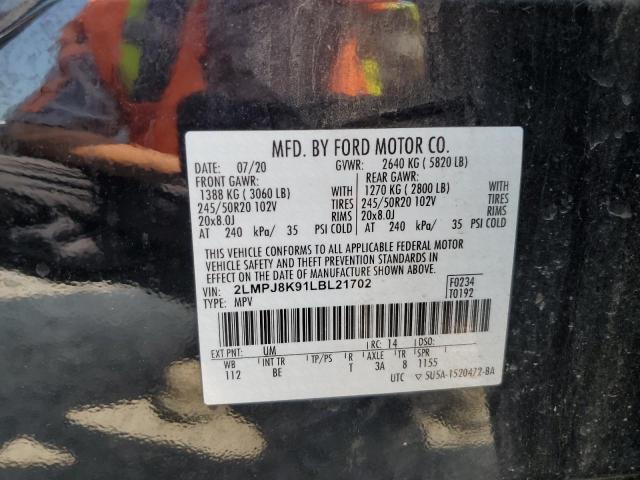 MFD. BY FORD MOTOR CO.
DATE: 07/20 GVWR: 2640 KG ( 5820 LB)
FRONT GAWR: REAR GAWR:
1388 KG ( 3060 LB) WITH 1270 KG ( 2800 LB) WITH
245/50R20 102V TIRES 245/50R20 102V TIRES
20x8.0J RIMS 20x8.0J RIMS
AT 240 kPa/ 35 PSI COLD AT 240 kPa/ 35 PSI COLD
THIS VEHICLE CONFORMS TO ALL APPLICABLE FEDERAL MOTOR
VEHICLE SAFETY AND THEFT PREVENTION STANDARDS IN
EFFECT ON THE DATE OF MANUFACTURE SHOWN ABOVE.
VIN: 2LMPJ8K91LBL21702 F0234
TYPE: MPV T0192
EXT PNT: UM RC: 14 DSO:
WB INT TR TP/PS R AXLE TR SPR
112 BE T 3A 8 1155
UTC ▽ 5U5A-1520472-BA